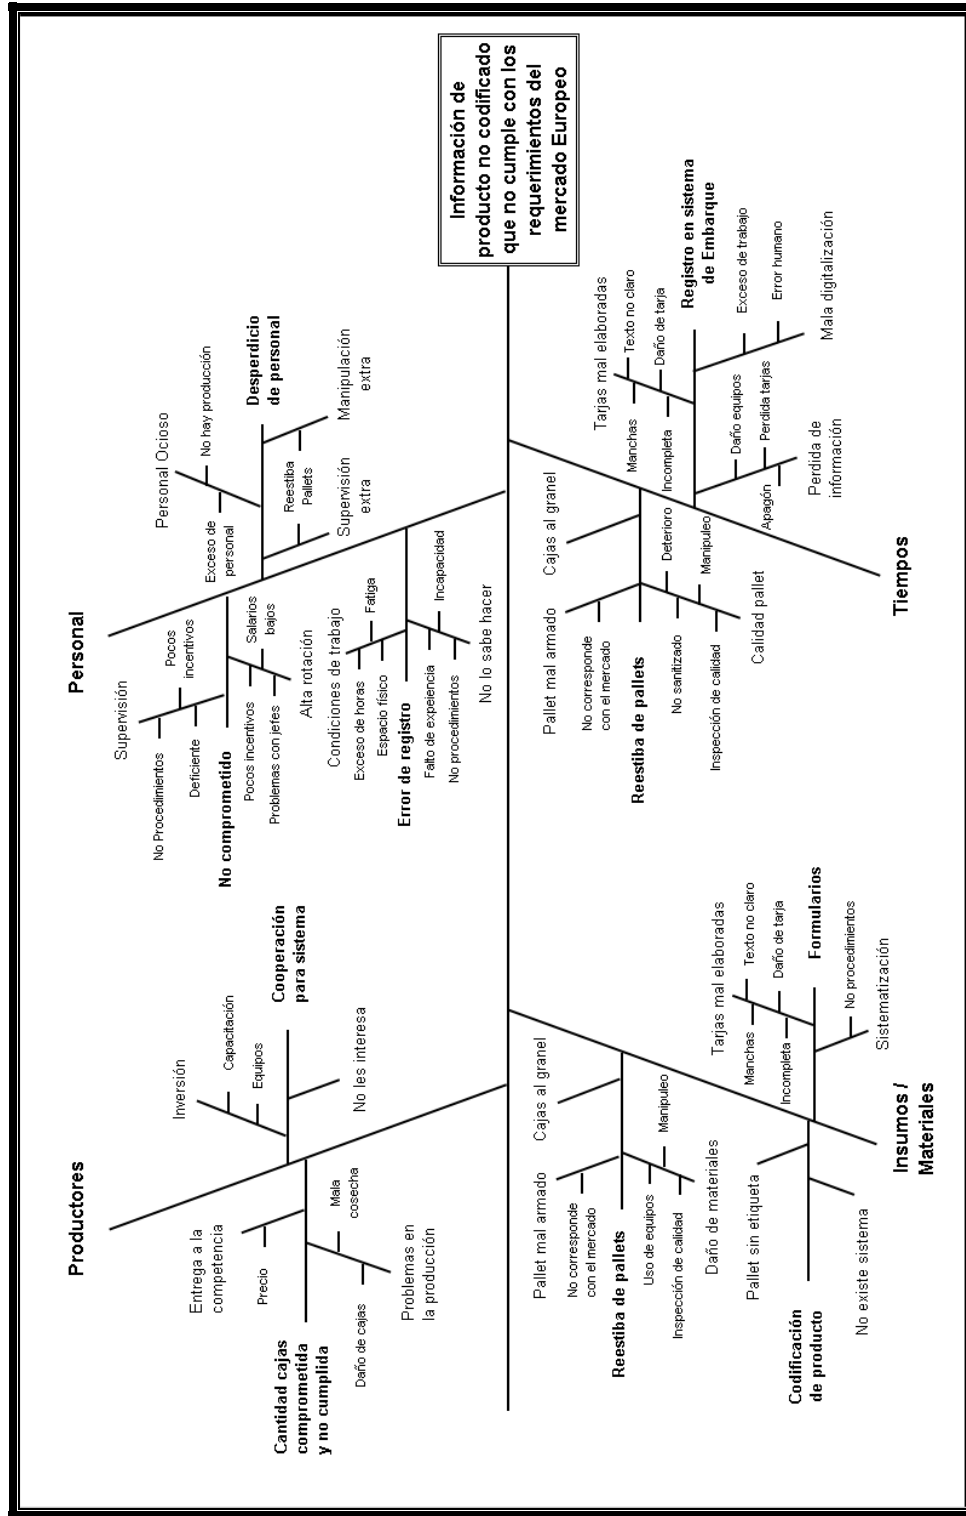 Productores
Entrega a la
competencia
Precio
Cantidad cajas
comprometida
y no cumplida
Mala
cosecha
Daño de cajas
Problemas en
la producción
Inversión
Capacitación
Equipos
Cooperación
para sistema
No les interesa
Personal
Supervisión
No Procedimientos
Pocos
incentivos
Deficiente
No comprometido
Pocos incentivos
Salarios
bajos
Problemas con jefes
Alta rotación
Condiciones de trabajo
Exceso de horas
Fatiga
Espacio físico
Error de registro
Falto de expeiencia
Incapacidad
No procedimientos
No lo sabe hacer
Personal Ocioso
No hay producción
Exceso de
personal
Desperdicio
de personal
Reestiba
Pallets
Supervisión
extra
Manipulación
extra
Información de
producto no codificado
que no cumple con los
requerimientos del
mercado Europeo
Pallet mal armado
Cajas al granel
No corresponde
con el mercado
Reestiba de pallets
Uso de equipos
Manipuleo
Inspección de calidad
Daño de materiales
Pallet sin etiqueta
Codificación
de producto
No existe sistema
Tarjas mal elaboradas
Manchas
Texto no claro
Incompleta
Daño de tarja
Formularios
No procedimientos
Sistematización
Insumos /
Materiales
Pallet mal armado
Cajas al granel
No corresponde
con el mercado
Reestiba de pallets
Deterioro
No sanitizado
Manipuleo
Inspección de calidad
Calidad pallet
Tarjas mal elaboradas
Manchas
Texto no claro
Incompleta
Daño de tarja
Registro en sistema
de Embarque
Daño equipos
Perdida tarjas
Apagón
Perdida de
información
Exceso de trabajo
Error humano
Mala digitalización
Tiempos